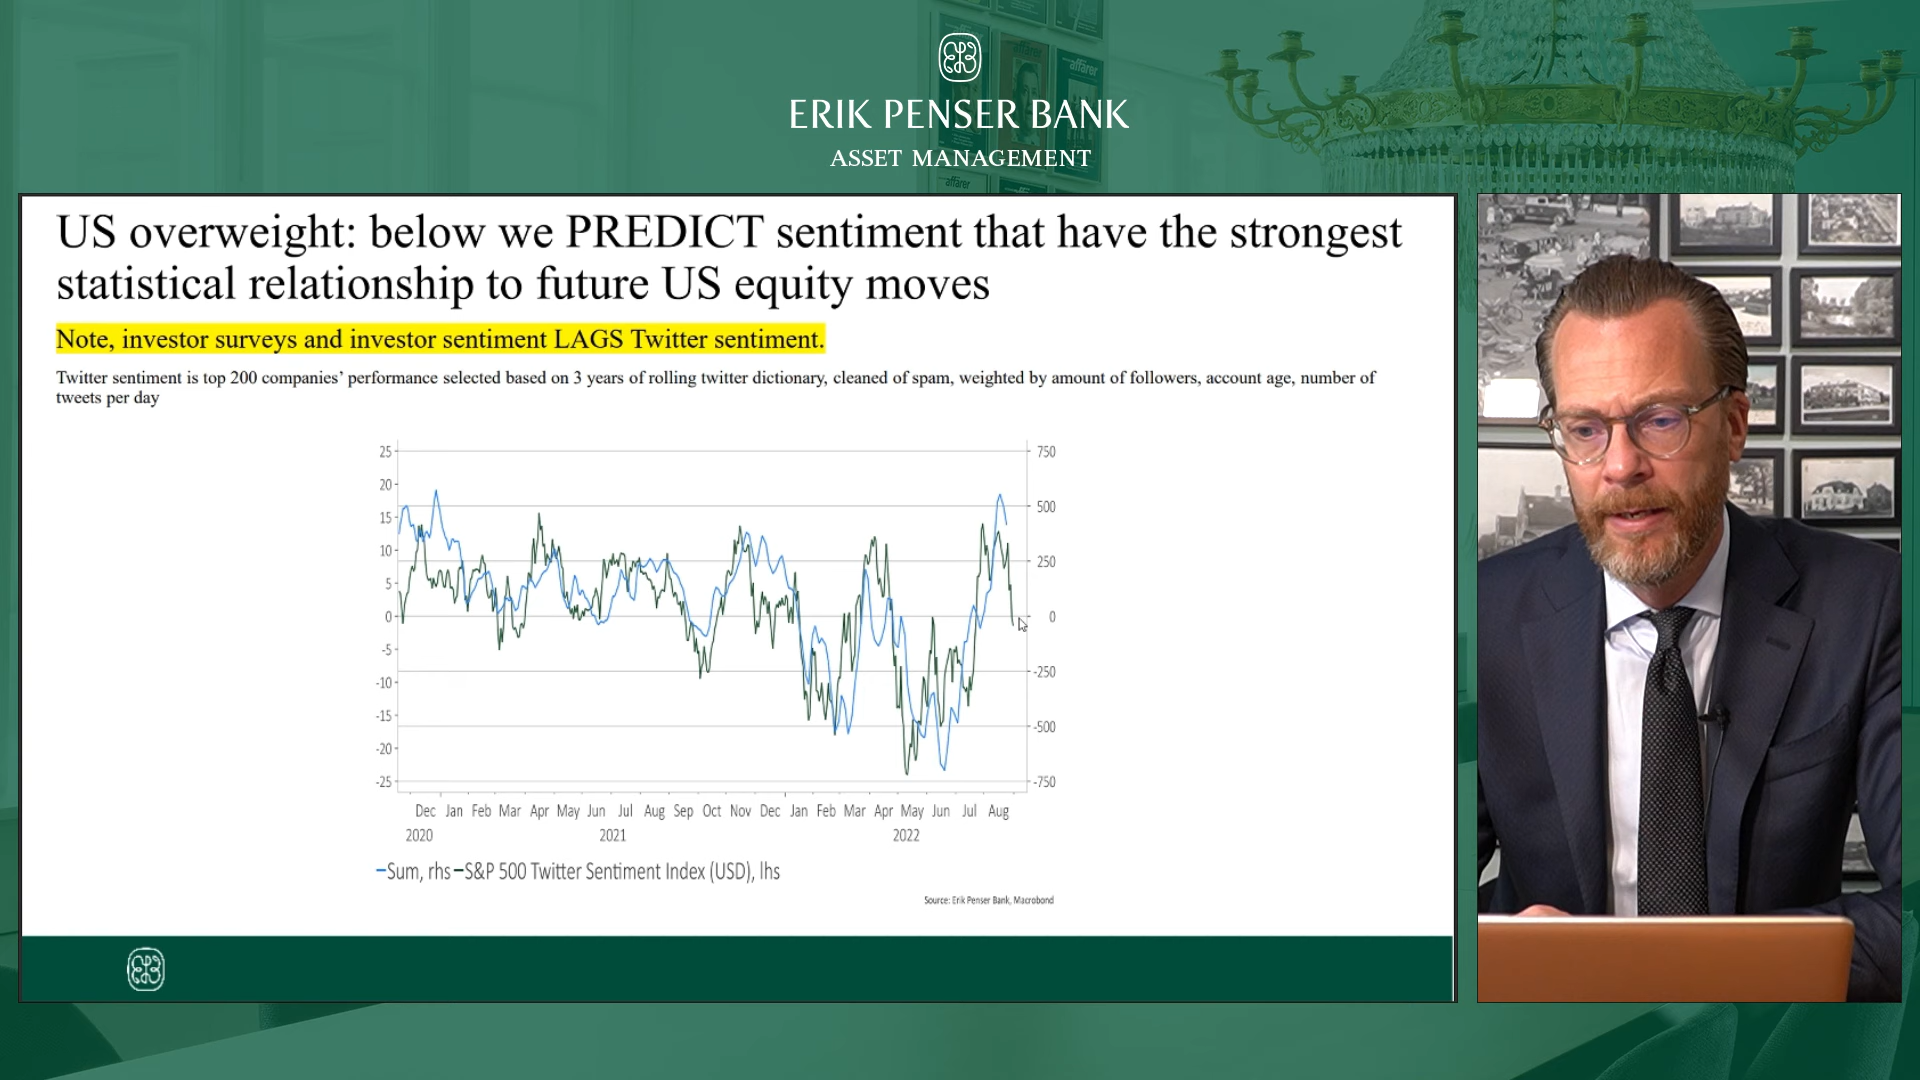 affärer
affärer
affärer
affärer
ERIK PENSER BANK
ASSET MANAGEMENT
US overweight: below we PREDICT sentiment that have the strongest
statistical relationship to future US equity moves
Note, investor surveys and investor sentiment LAGS Twitter sentiment.
Twitter sentiment is top 200 companies’ performance selected based on 3 years of rolling twitter dictionary, cleaned of spam, weighted by amount of followers, account age, number of
tweets per day
25 750
20
15 500
10
5 250
0 0
-5
-10 -250
-15
-20 -500
-25 -750
Dec Jan Feb Mar Apr May Jun Jul Aug Sep Oct Nov Dec Jan Feb Mar Apr May Jun Jul Aug
2020 2021 2022
Sum, rhs S&P 500 Twitter Sentiment Index (USD), lhs
Source: Erik Penser Bank, Macrobond